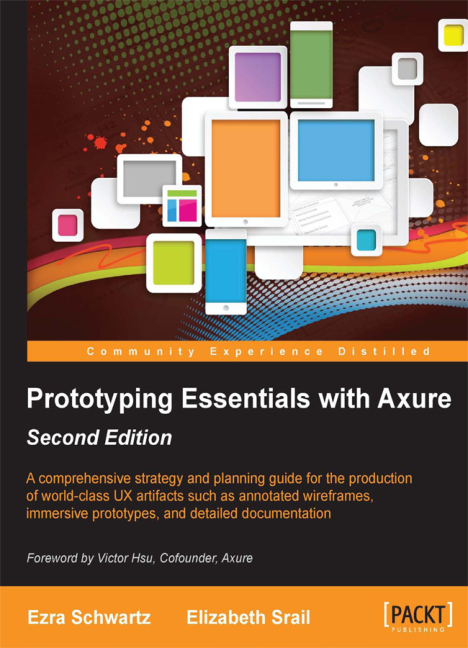 Community Experience Distilled
Prototyping Essentials with Axure
Second Edition
A comprehensive strategy and planning guide for the production
of world-class UX artifacts such as annotated wireframes,
immersive prototypes, and detailed documentation
Foreword by Victor Hsu, Cofounder, Axure
Ezra Schwartz Elizabeth Srail
[PACKT]
PUBLISHING